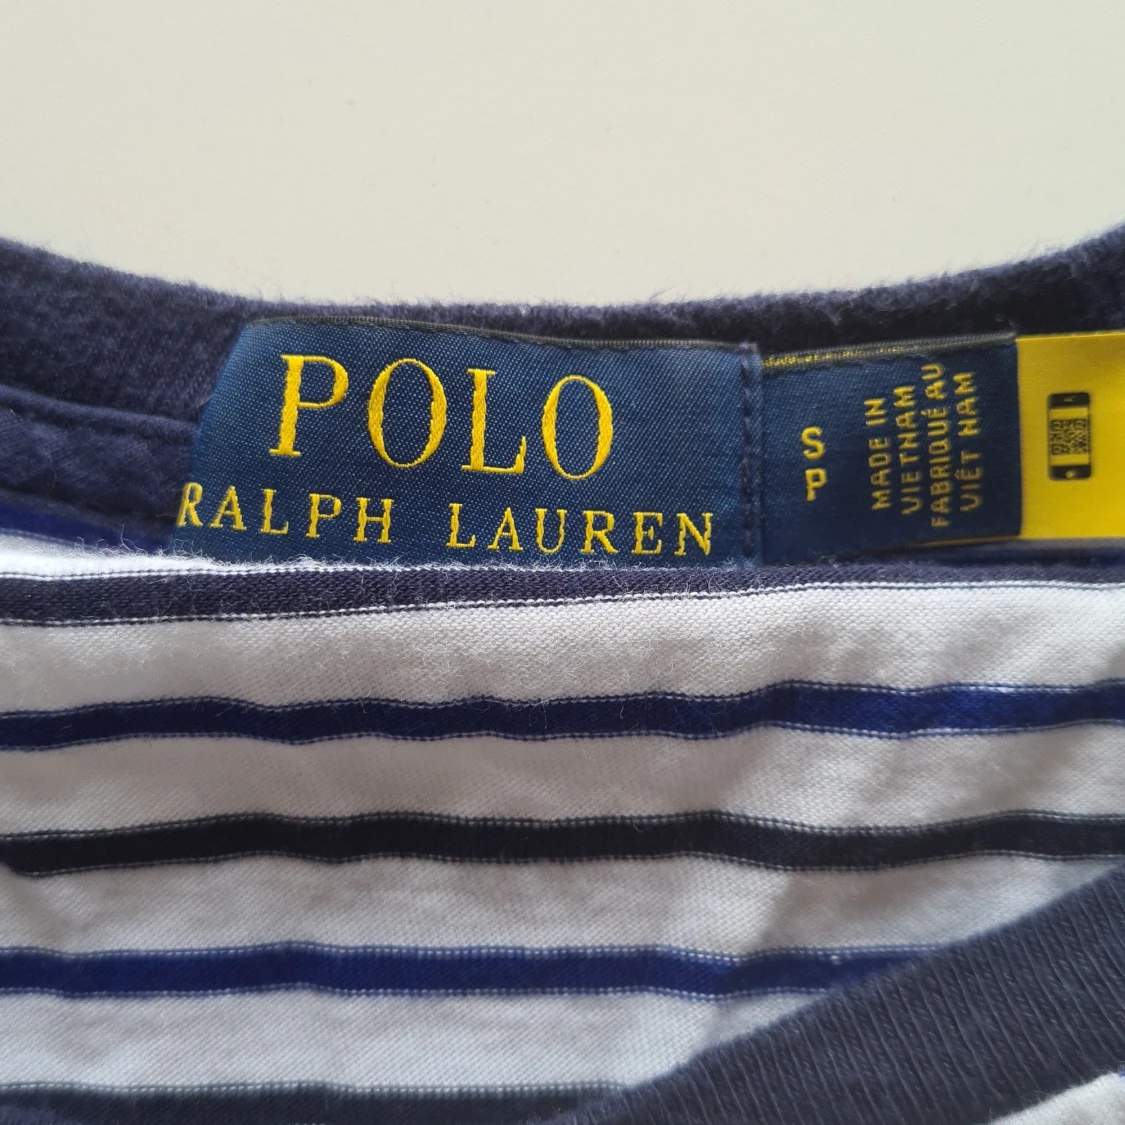 POLO
RALPH LAUREN
S
P
MADE IN
VIETNAM
FABRIQUÉ AU
VIÊT NAM